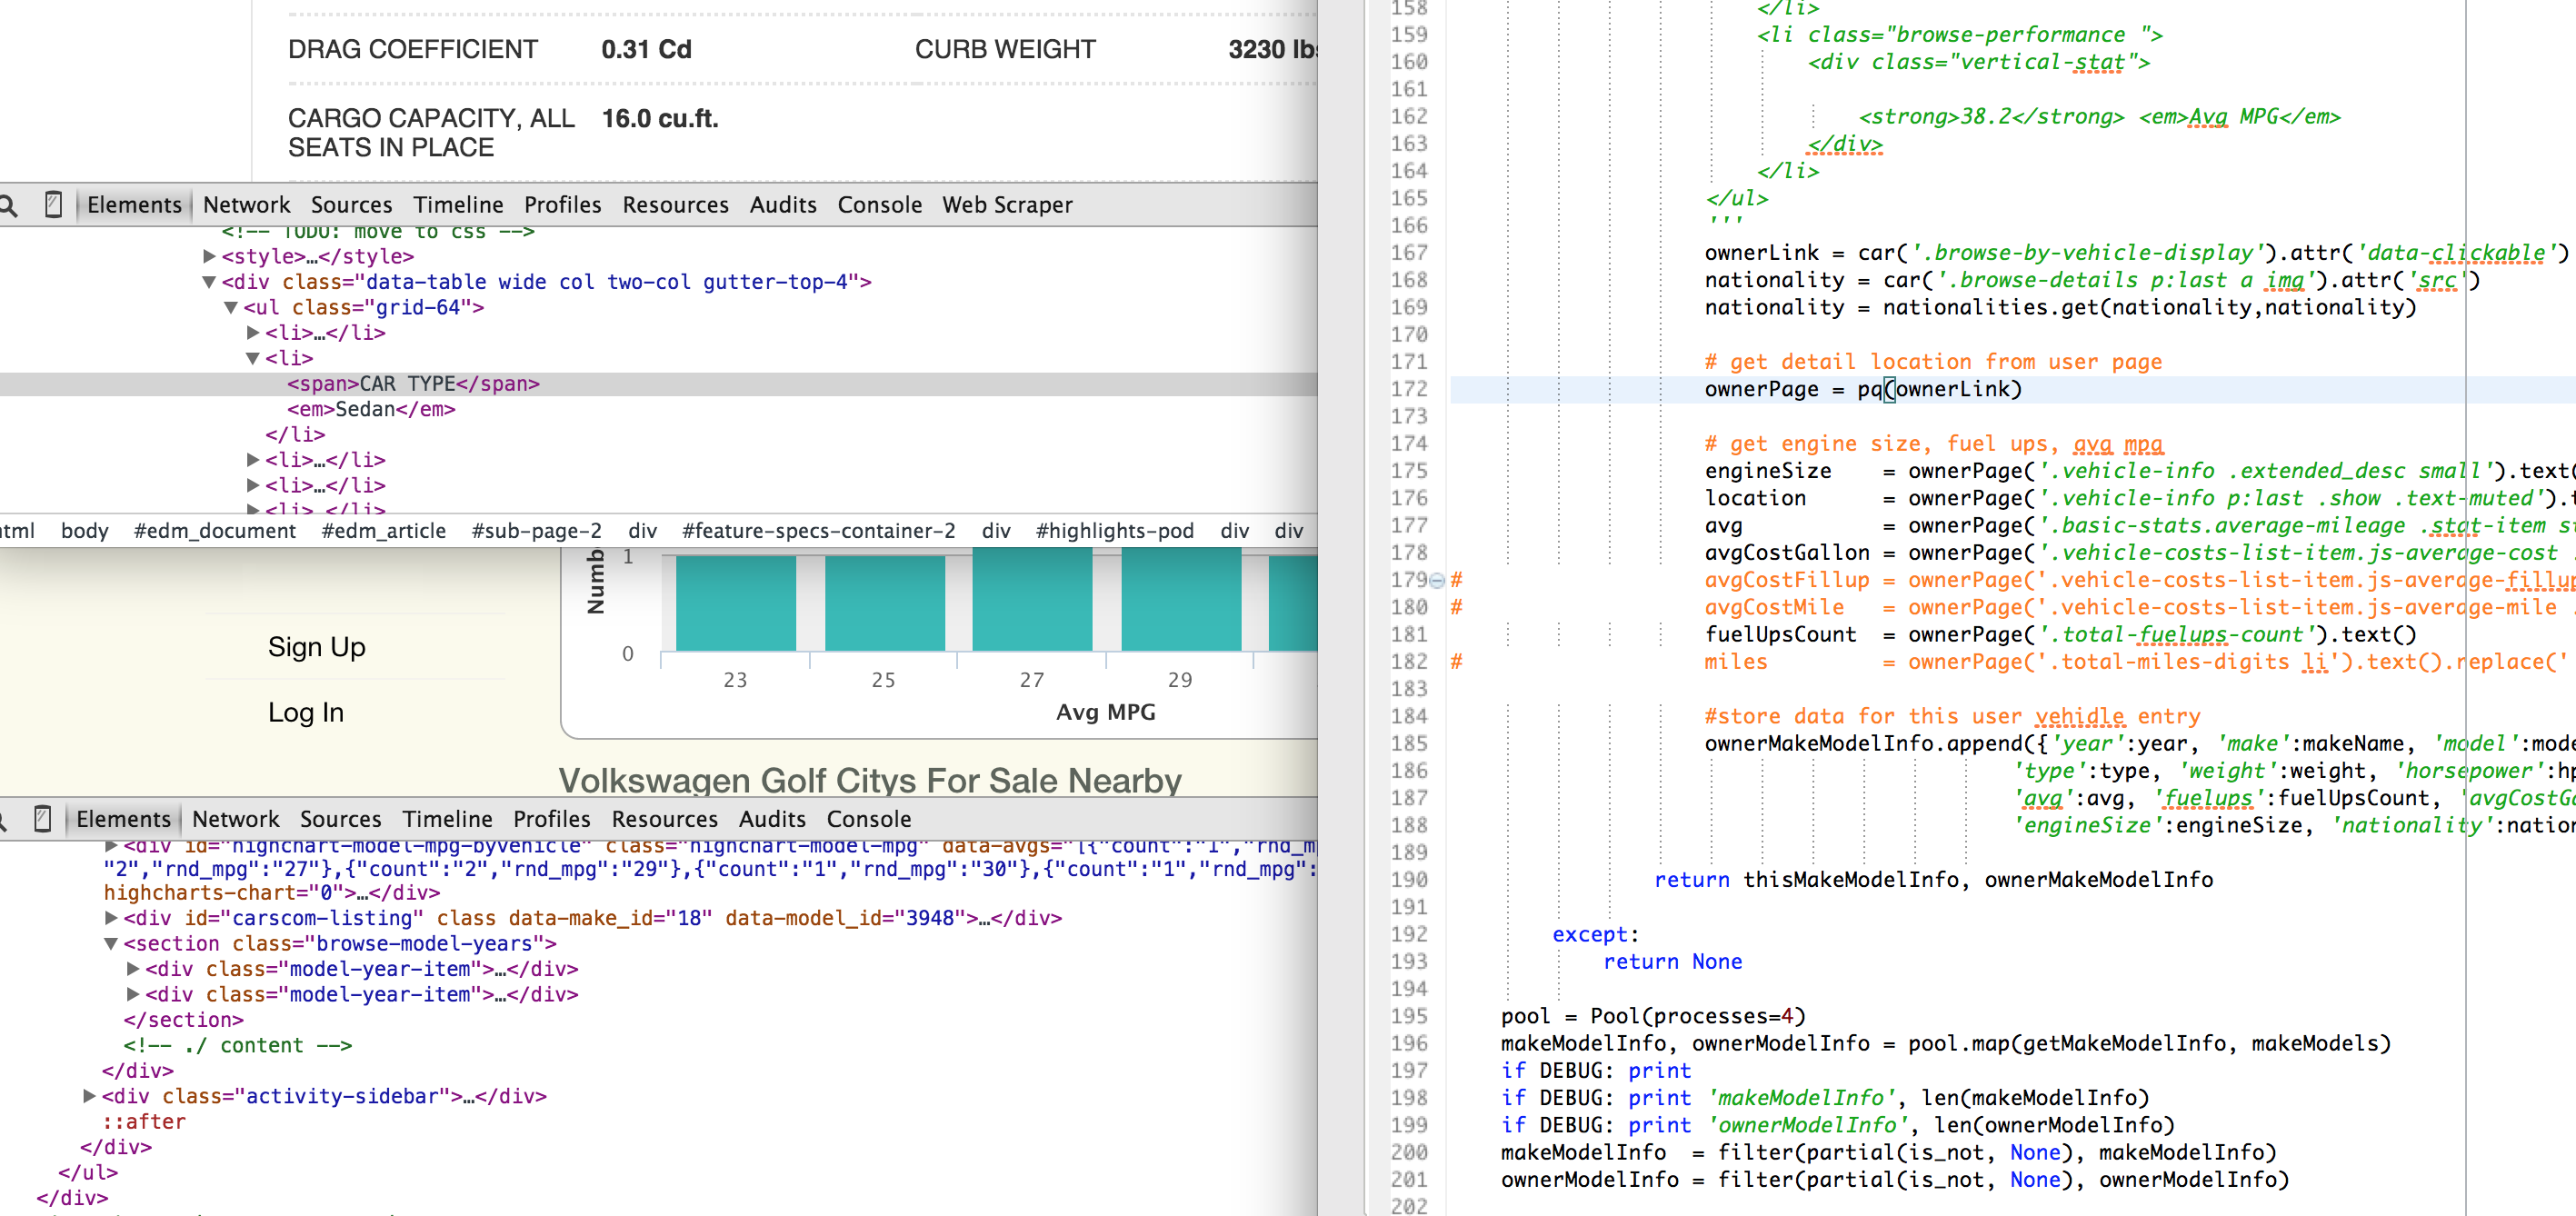 DRAG COEFFICIENT 0.31 Cd CURB WEIGHT 3230 lbs
CARGO CAPACITY, ALL 16.0 cu.ft.
SEATS IN PLACE
Elements Network Sources Timeline Profiles Resources Audits Console Web Scraper
<!-- TODO: move to css -->
▶<style>…</style>
▼<div class="data-table wide col two-col gutter-top-4">
▼<ul class="grid-64">
▶<li>…</li>
▼<li>
<span>CAR TYPE</span>
<em>Sedan</em>
</li>
▶<li>…</li>
▶<li>…</li>
▶<li>…</li>
html body #edm_document #edm_article #sub-page-2 div #feature-specs-container-2 div #highlights-pod div div
Numb
1
0
23 25 27 29
Avg MPG
Sign Up
Log In
Volkswagen Golf Citys For Sale Nearby
Elements Network Sources Timeline Profiles Resources Audits Console
▶<div id="highchart-model-mpg-byvehicle" class="highchart-model-mpg" data-avgs="[{"count":"1","rnd_m
"2","rnd_mpg":"27"},{"count":"2","rnd_mpg":"29"},{"count":"1","rnd_mpg":"30"},{"count":"1","rnd_mpg":
highcharts-chart="0">…</div>
▶<div id="carscom-listing" class data-make_id="18" data-model_id="3948">…</div>
▼<section class="browse-model-years">
▶<div class="model-year-item">…</div>
▶<div class="model-year-item">…</div>
</section>
<!-- ./ content -->
</div>
▶<div class="activity-sidebar">…</div>
::after
</div>
</ul>
</div>
158 </li>
159 <li class="browse-performance ">
160 <div class="vertical-stat">
161
162 <strong>38.2</strong> <em>Avg MPG</em>
163 </div>
164 </li>
165 </ul>
166 '''
167 ownerLink = car('.browse-by-vehicle-display').attr('data-clickable')
168 nationality = car('.browse-details p:last a img').attr('src')
169 nationality = nationalities.get(nationality,nationality)
170
171 # get detail location from user page
172 ownerPage = pq(ownerLink)
173
174 # get engine size, fuel ups, avg mpg
175 engineSize = ownerPage('.vehicle-info .extended_desc small').text(
176 location = ownerPage('.vehicle-info p:last .show .text-muted').t
177 avg = ownerPage('.basic-stats.average-mileage .stat-item st
178 avgCostGallon = ownerPage('.vehicle-costs-list-item.js-average-cost .
179 # avgCostFillup = ownerPage('.vehicle-costs-list-item.js-average-fillup
180 # avgCostMile = ownerPage('.vehicle-costs-list-item.js-average-mile .
181 fuelUpsCount = ownerPage('.total-fuelups-count').text()
182 # miles = ownerPage('.total-miles-digits li').text().replace('
183
184 #store data for this user vehidle entry
185 ownerMakeModelInfo.append({'year':year, 'make':makeName, 'model':mode
186 'type':type, 'weight':weight, 'horsepower':hp
187 'avg':avg, 'fuelups':fuelUpsCount, 'avgCostGa
188 'engineSize':engineSize, 'nationality':nation
189
190 return thisMakeModelInfo, ownerMakeModelInfo
191
192 except:
193 return None
194
195 pool = Pool(processes=4)
196 makeModelInfo, ownerModelInfo = pool.map(getMakeModelInfo, makeModels)
197 if DEBUG: print
198 if DEBUG: print 'makeModelInfo', len(makeModelInfo)
199 if DEBUG: print 'ownerModelInfo', len(ownerModelInfo)
200 makeModelInfo = filter(partial(is_not, None), makeModelInfo)
201 ownerModelInfo = filter(partial(is_not, None), ownerModelInfo)
202